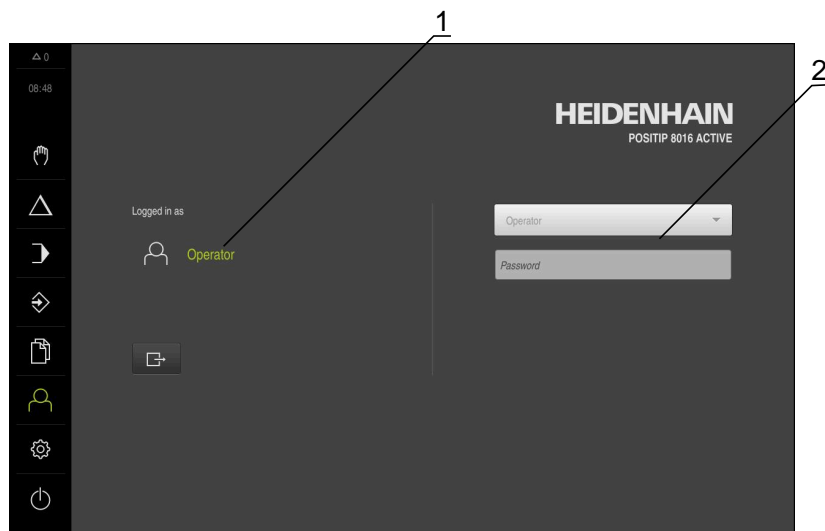 1
2
△ 0
08:48
HEIDENHAIN
POSITIP 8016 ACTIVE
Logged in as
Operator
Operator
Password